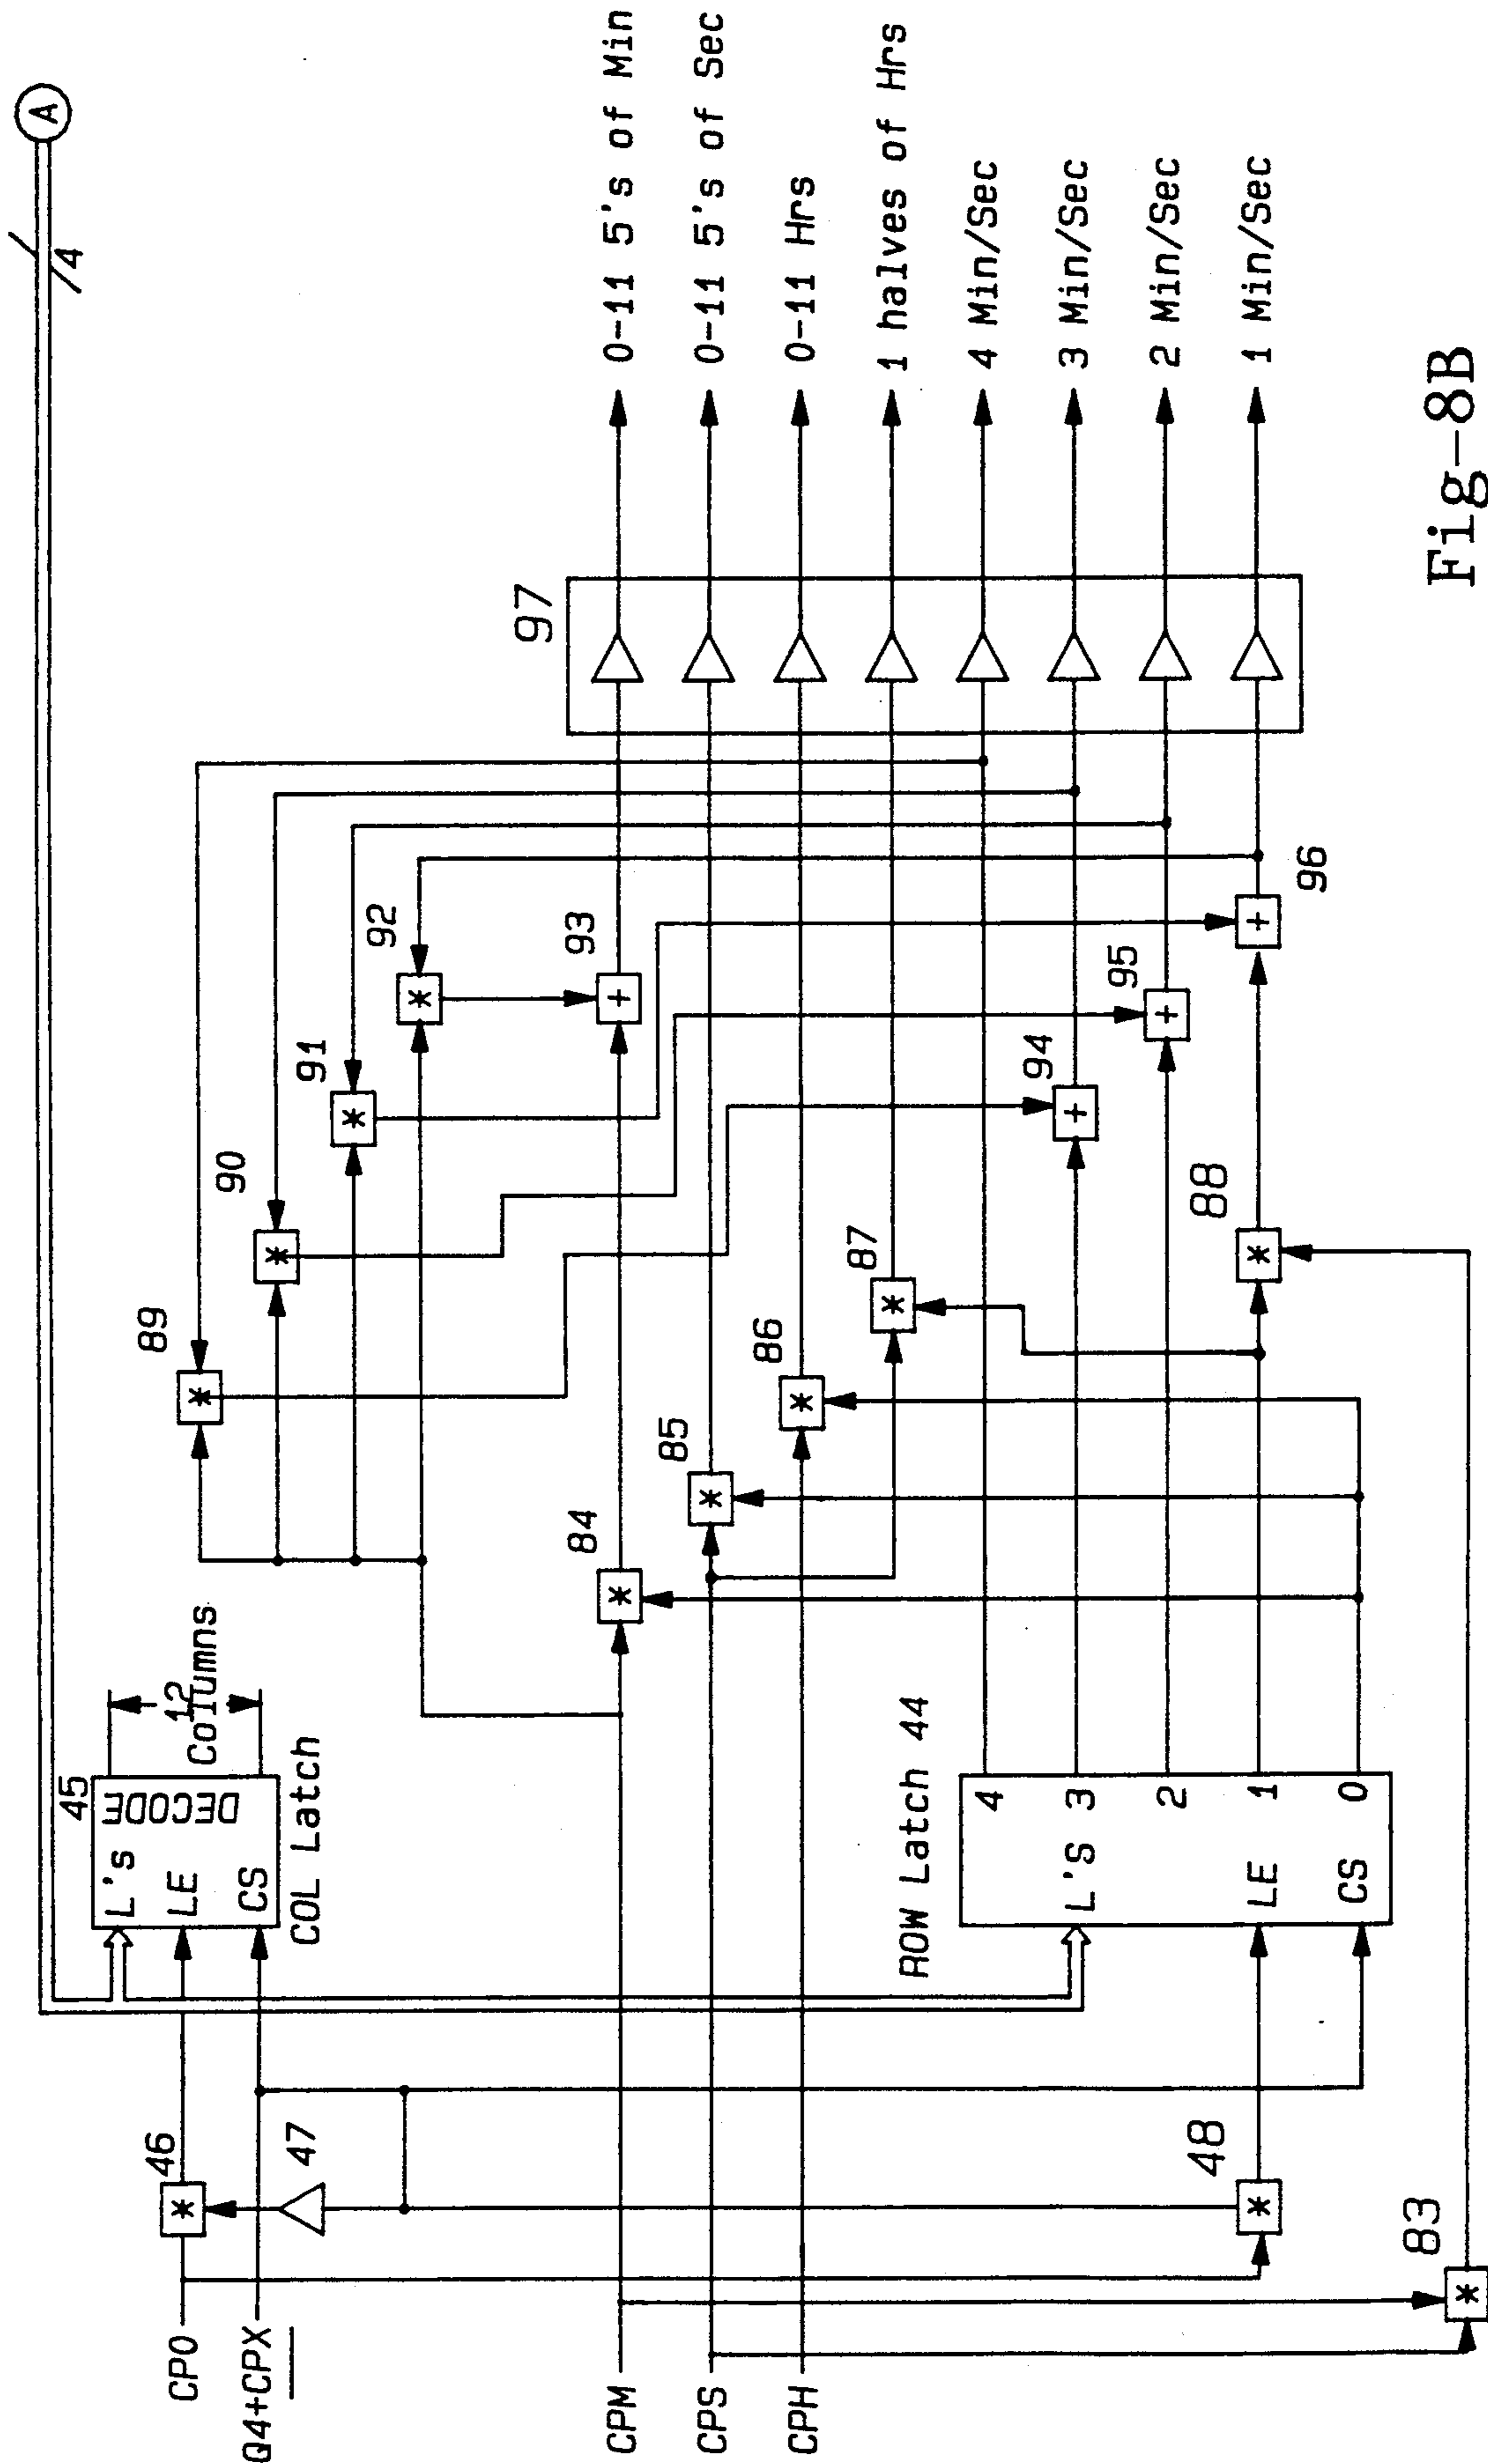 A
4
CPO
Q4+CPX
46
47
45
L's
LE
CS
DECODE
12
Columns
COL Latch
89
90
91
92
93
CPM
CPS
CPH
84
85
86
87
94
95
96
97
ROW Latch 44
L'S
LE
CS
4
3
2
1
0
48
83
88
0-11 5's of Min
0-11 5's of Sec
0-11 Hrs
1 halves of Hrs
4 Min/Sec
3 Min/Sec
2 Min/Sec
1 Min/Sec
Fig-8B